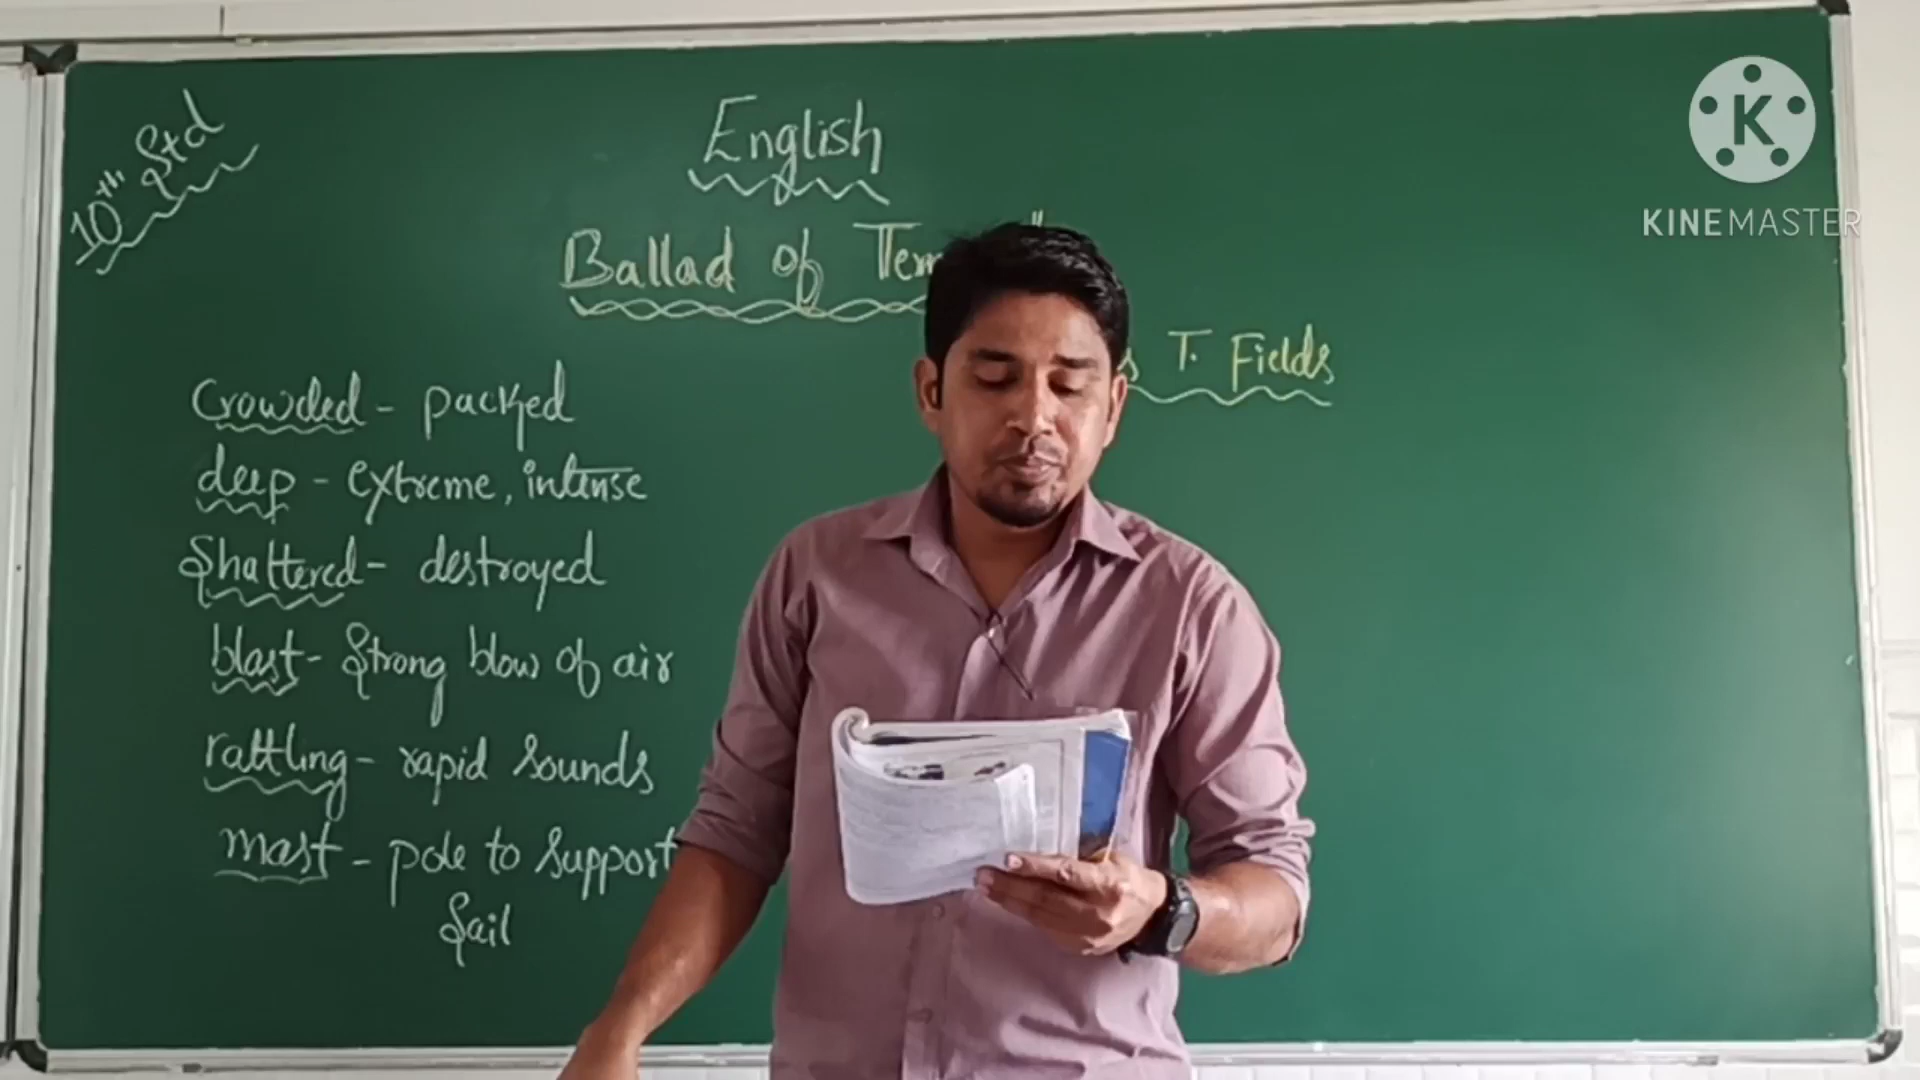 10th Std
English
Ballad of Tem
s T. Fields
Crowded - packed
deep - extreme, intense
Shattered - destroyed
blast - Strong blow of air
rattling - rapid sounds
mast - pole to support
Sail
K
KINEMASTER